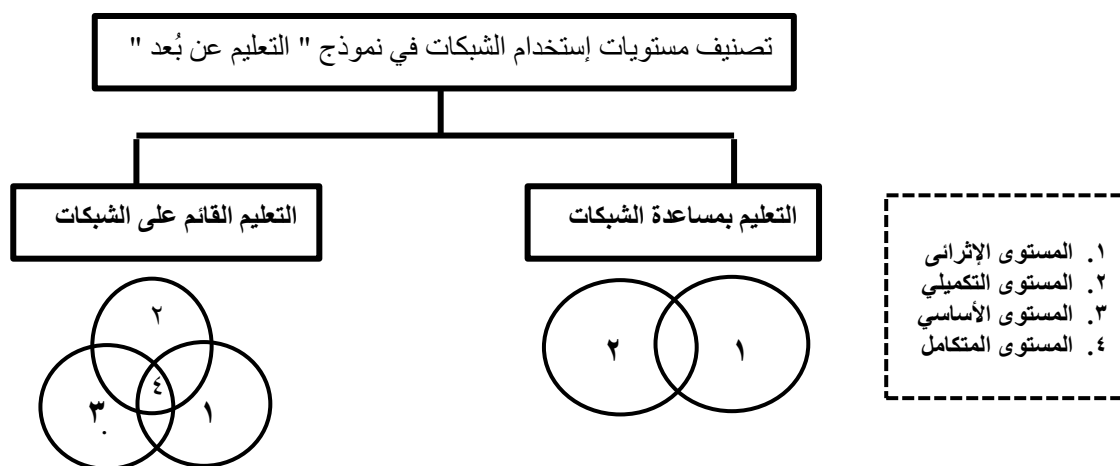 تصنيف مستويات إستخدام الشبكات في نموذج " التعليم عن بُعد "
التعليم بمساعدة الشبكات
التعليم القائم على الشبكات
١. المستوى الإثرائى
٢. المستوى التكميلي
٣. المستوى الأساسي
٤. المستوى المتكامل
١
٢
٢
٤
١
٣.